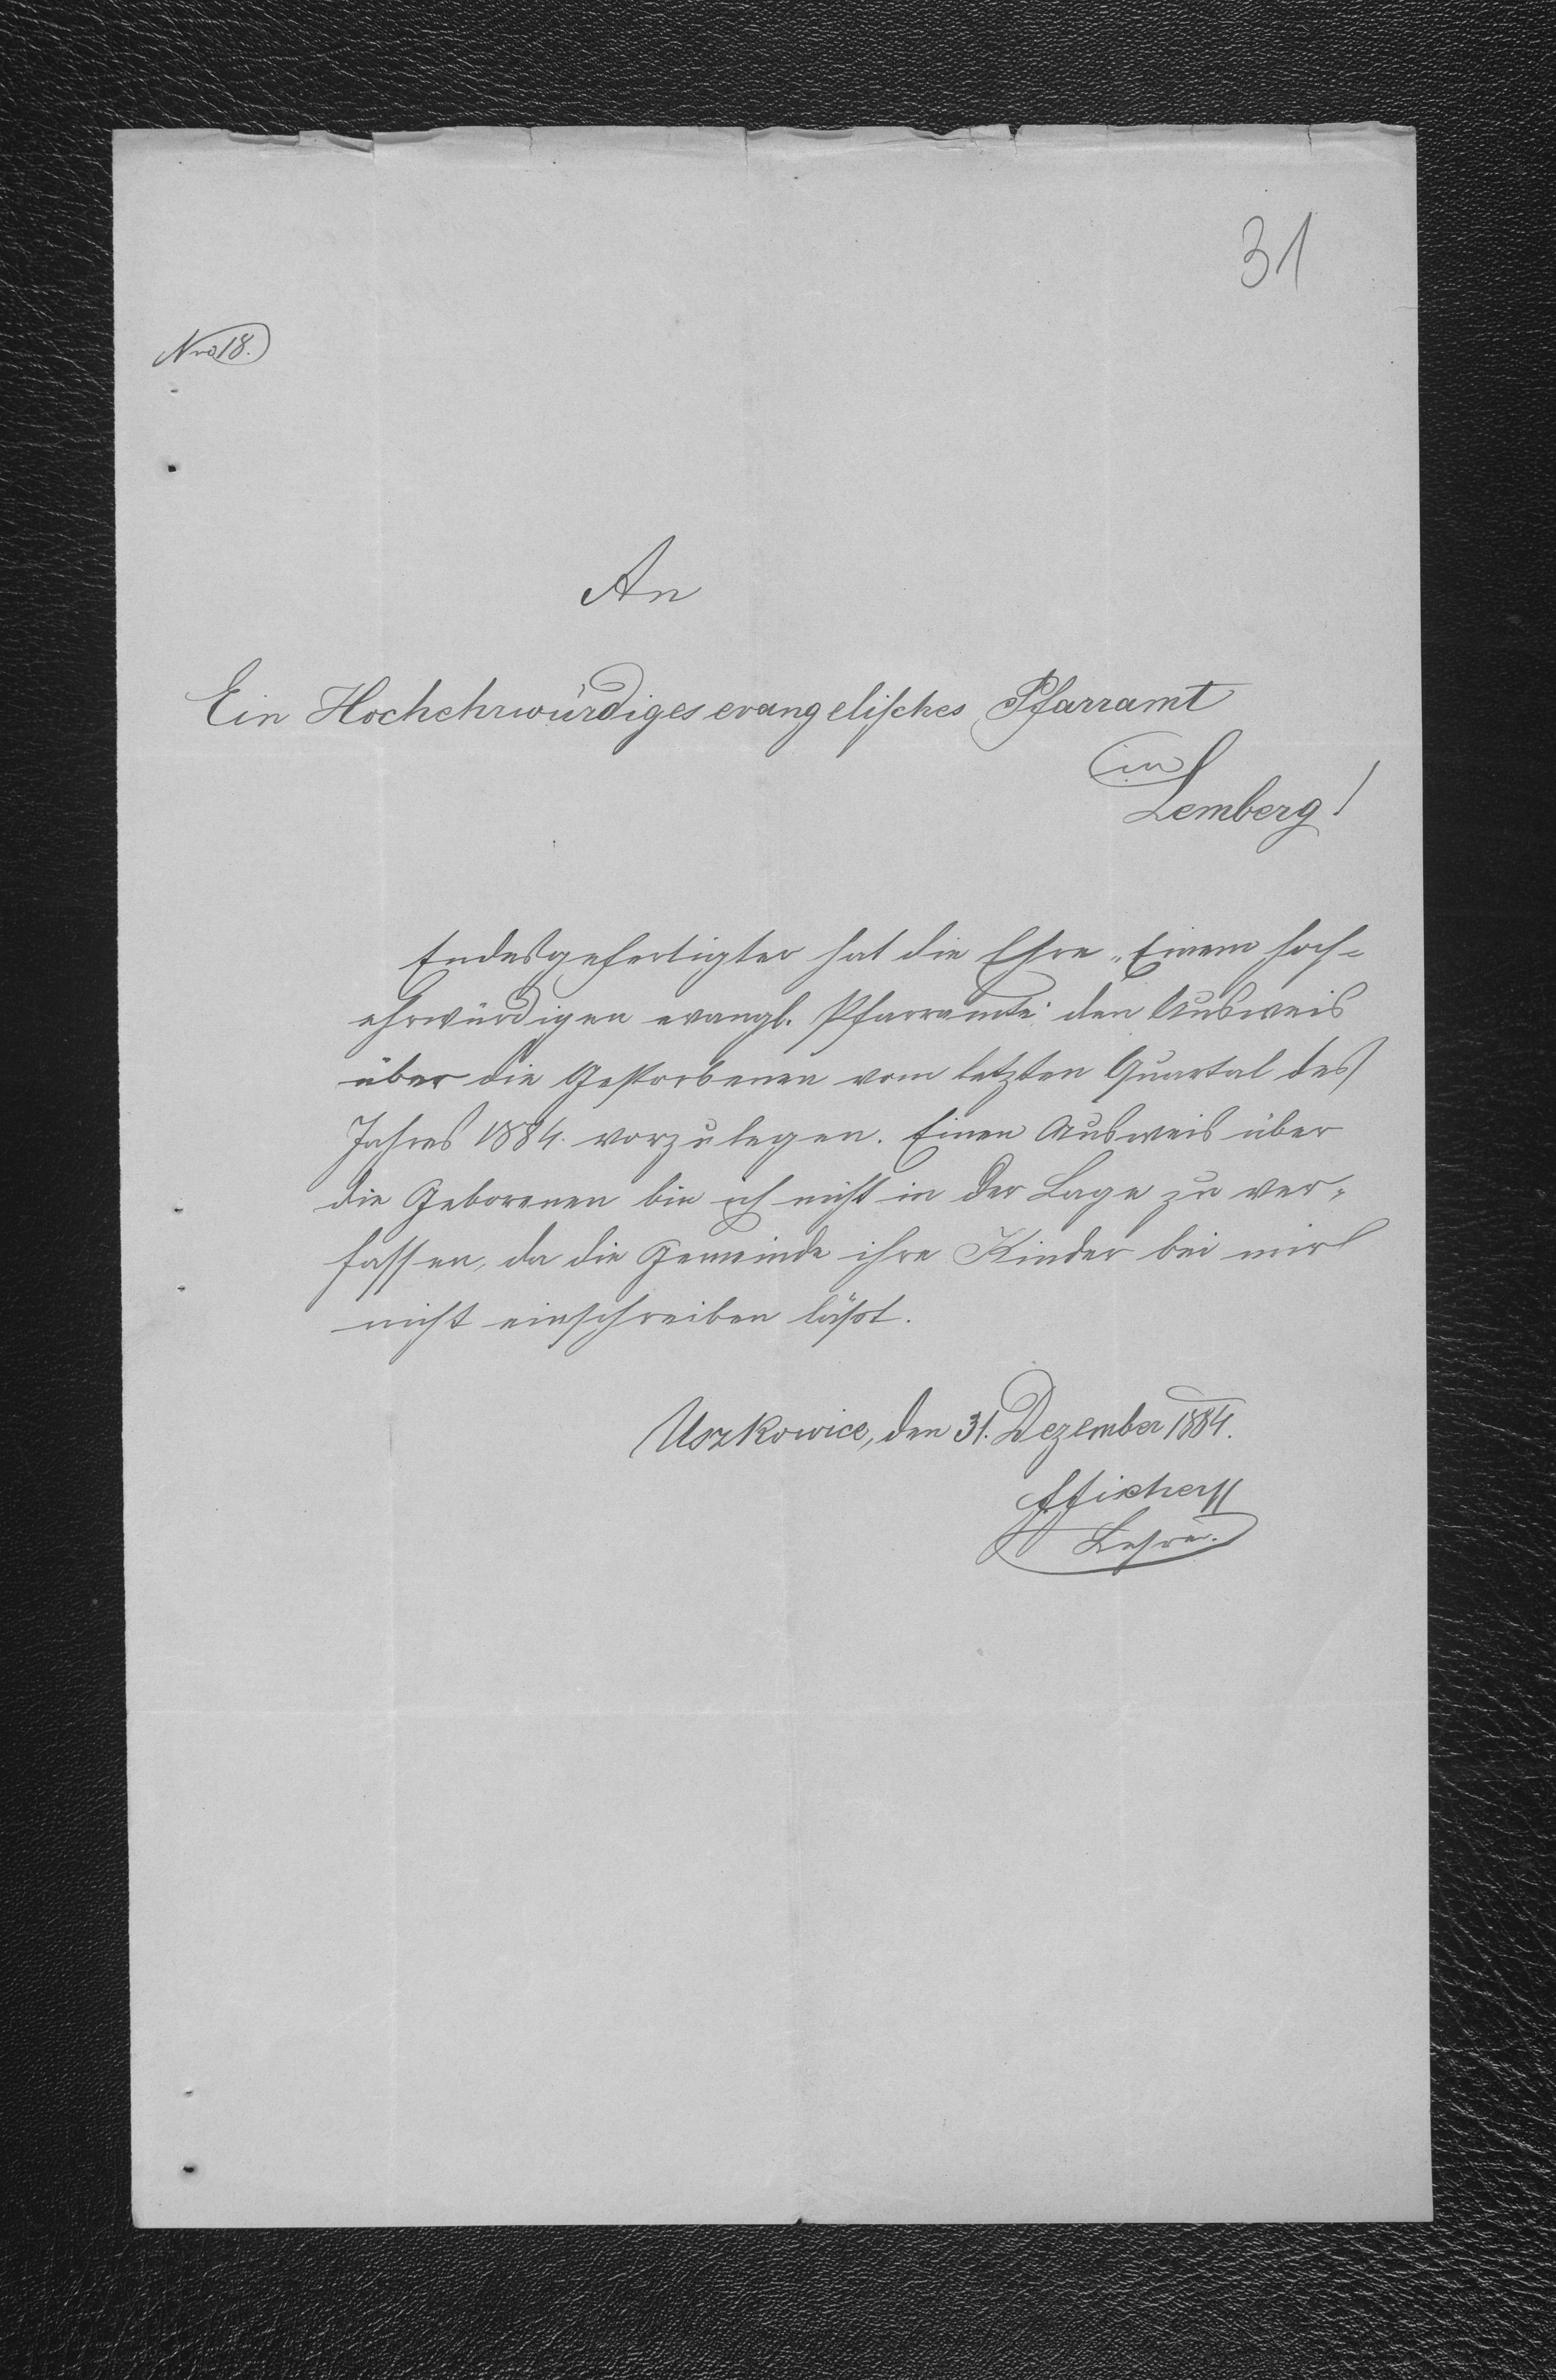 31
Nro 18.
An
Ein Hochehrwürdiges evangelisches Pfarramt
in
Lemberg!
Endesgefertigter hat die Ehre „Einem hoch-
ehrwürdigen evangl. Pfarramte" den Ausweis
über die Gestorbenen vom letzten Quartal des
Jahres 1884. vorzulegen. Einen Ausweis über
die Geborenen bin ich nicht in der Lage zu ver-
fassen, da die Gemeinde ihre Kinder bei mir
nicht einschreiben läßt.
Uszkowice, den 31. Dezember 1884.
Fischer
Lehrer.